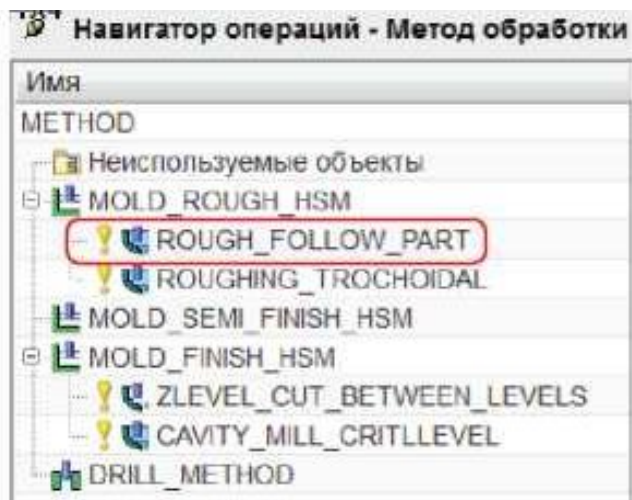 Навигатор операций - Метод обработки
Имя
METHOD
Неиспользуемые объекты
MOLD_ROUGH_HSM
ROUGH_FOLLOW_PART
ROUGHING_TROCHOIDAL
MOLD_SEMI_FINISH_HSM
MOLD_FINISH_HSM
ZLEVEL_CUT_BETWEEN_LEVELS
CAVITY_MILL_CRITLLEVEL
DRILL_METHOD